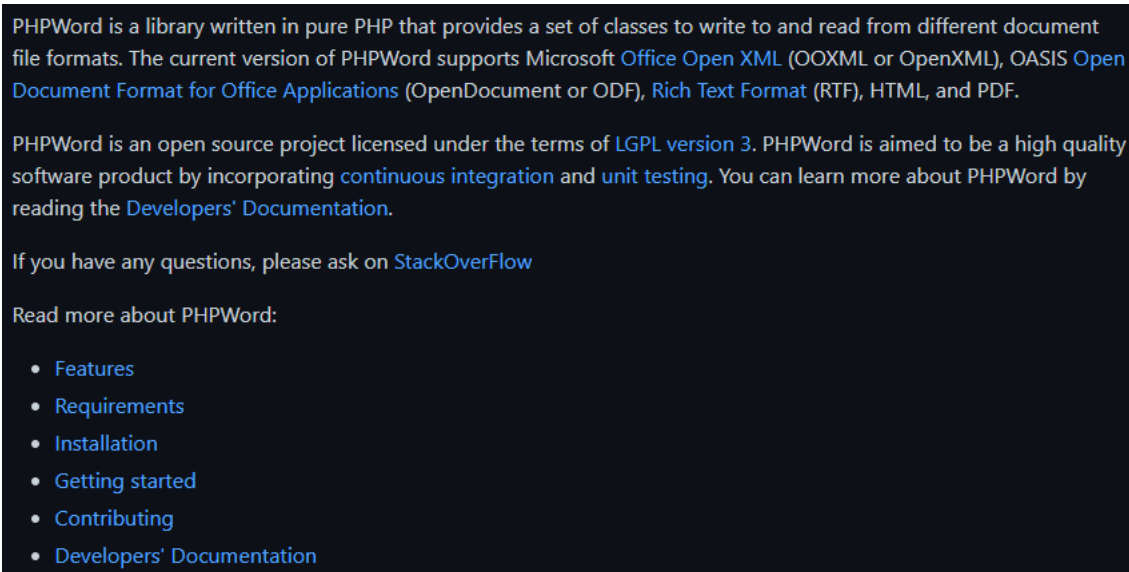 PHPWord is a library written in pure PHP that provides a set of classes to write to and read from different document
file formats. The current version of PHPWord supports Microsoft Office Open XML (OOXML or OpenXML), OASIS Open
Document Format for Office Applications (OpenDocument or ODF), Rich Text Format (RTF), HTML, and PDF.
PHPWord is an open source project licensed under the terms of LGPL version 3. PHPWord is aimed to be a high quality
software product by incorporating continuous integration and unit testing. You can learn more about PHPWord by
reading the Developers' Documentation.
If you have any questions, please ask on StackOverFlow
Read more about PHPWord:
• Features
• Requirements
• Installation
• Getting started
• Contributing
• Developers' Documentation